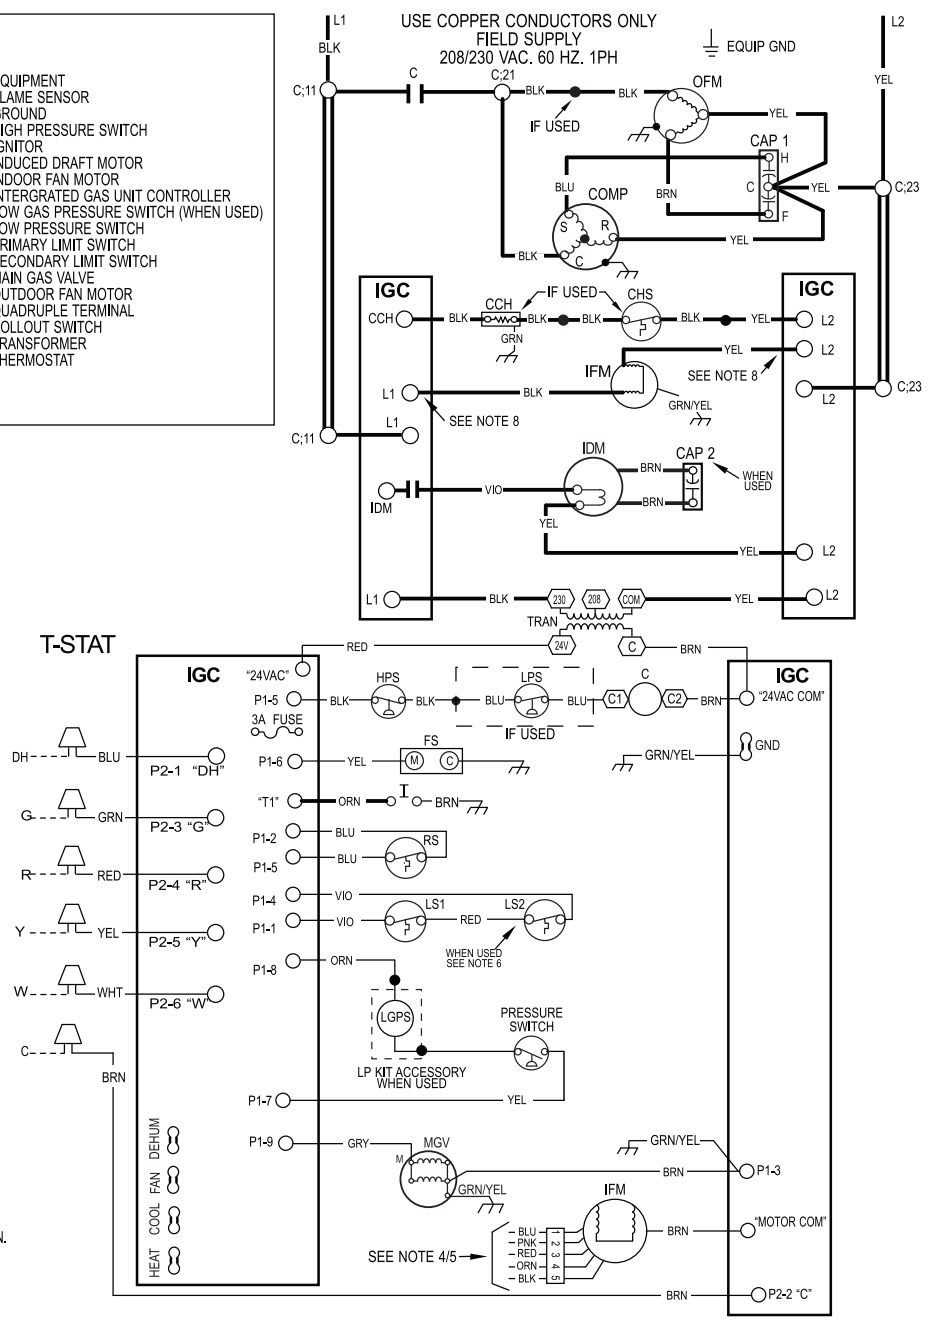 QUIPMENT
LAME SENSOR
GROUND
IGH PRESSURE SWITCH
GNITOR
NDUCED DRAFT MOTOR
NDOOR FAN MOTOR
NTERGRATED GAS UNIT CONTROLLER
OW GAS PRESSURE SWITCH (WHEN USED)
OW PRESSURE SWITCH
RIMARY LIMIT SWITCH
ECONDARY LIMIT SWITCH
MAIN GAS VALVE
OUTDOOR FAN MOTOR
QUADRUPLE TERMINAL
OLLOUT SWITCH
RANSFORMER
HERMOSTAT
L1
USE COPPER CONDUCTORS ONLY
FIELD SUPPLY
208/230 VAC. 60 HZ. 1PH
L2
BLK
EQUIP GND
YEL
C;11
C
C;21
BLK
BLK
OFM
IF USED
YEL
CAP 1
H
C
F
YEL
C;23
BLU
COMP
BRN
S
R
C
YEL
BLK
IGC
IGC
CCH
BLK
CCH
IF USED
BLK
BLK
CHS
BLK
YEL
L2
GRN
YEL
L2
IFM
SEE NOTE 8
L1
BLK
GRN/YEL
L2
C;23
SEE NOTE 8
L1
C;11
IDM
BRN
CAP 2
WHEN
USED
IDM
VIO
BRN
YEL
YEL
L2
L1
BLK
230
208
COM
YEL
L2
TRAN
24V
C
RED
BRN
T-STAT
IGC
"24VAC"
IGC
P1-5
BLK
HPS
BLK
BLU
LPS
BLU
C1
C
C2
BRN
"24VAC COM"
3A FUSE
IF USED
DH
BLU
P2-1 "DH"
P1-6
YEL
FS
M
C
GRN/YEL
GND
"T1"
ORN
BRN
G
GRN
P2-3 "G"
P1-2
BLU
RS
P1-5
BLU
R
RED
P2-4 "R"
P1-4
VIO
LS1
LS2
P1-1
VIO
RED
Y
YEL
P2-5 "Y"
WHEN USED
SEE NOTE 6
P1-8
ORN
W
WHT
P2-6 "W"
LGPS
PRESSURE
SWITCH
C
BRN
LP KIT ACCESSORY
WHEN USED
P1-7
YEL
DEHUM
FAN
COOL
HEAT
P1-9
GRY
MGV
M
GRN/YEL
GRN/YEL
BRN
P1-3
IFM
BRN
"MOTOR COM"
SEE NOTE 4/5
BLU
1
PNK
2
RED
3
ORN
4
BLK
5
N.
BRN
P2-2 "C"